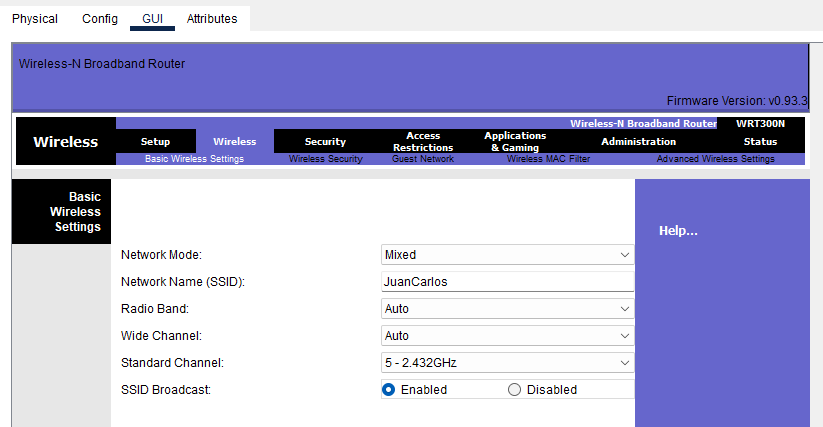 Physical Config GUI Attributes
Wireless-N Broadband Router
Firmware Version: v0.93.3
Wireless-N Broadband Router WRT300N
Wireless
Setup Wireless Security Access Restrictions Applications & Gaming Administration Status
Basic Wireless Settings Wireless Security Guest Network Wireless MAC Filter Advanced Wireless Settings
Basic
Wireless
Settings
Help...
Network Mode: Mixed
Network Name (SSID): JuanCarlos
Radio Band: Auto
Wide Channel: Auto
Standard Channel: 5 - 2.432GHz
SSID Broadcast: Enabled Disabled